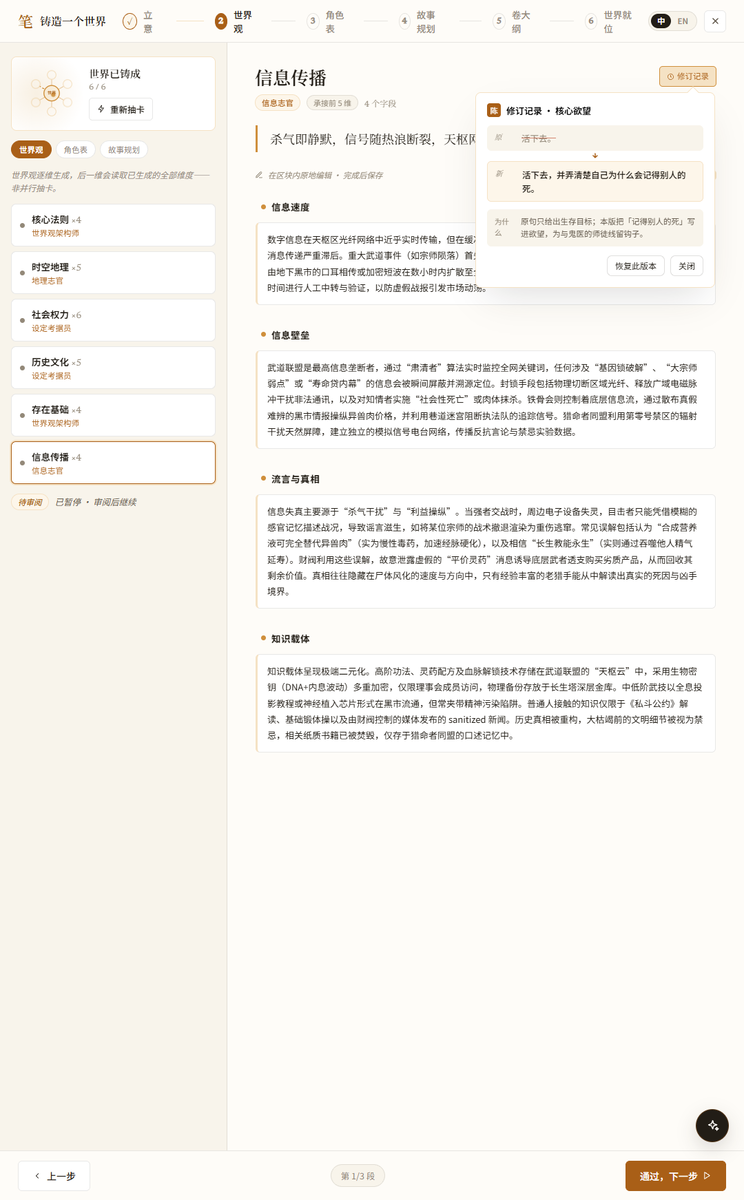 笔 铸造一个世界 ✓ 立意 2 世界观 3 角色表 4 故事规划 5 卷大纲 6 世界就位 中 EN ×
世界已铸成
6 / 6
重新抽卡
世界观 角色表 故事规划
世界观逐维生成，后一维会读取已生成的全部维度——
非并行抽卡。
核心法则 ×4
世界观架构师
时空地理 ×5
地理志官
社会权力 ×6
设定考据员
历史文化 ×5
设定考据员
存在基础 ×4
世界观架构师
信息传播 ×4
信息志官
待审阅 已暂停 · 审阅后继续
信息传播
修订记录
信息志官 承接前 5 维 4 个字段
杀气即静默，信号随热浪断裂，天枢
在区块内原地编辑 · 完成后保存
陈 修订记录 · 核心欲望
原 活下去。
新 活下去，并弄清楚自己为什么会记得别人的
死。
为什么 原句只给出生存目标；本版把「记得别人的死」写
进欲望，为与鬼医的师徒线留钩子。
恢复此版本 关闭
信息速度
数字信息在天枢区光纤网络中近乎实时传输，但在缓
消息传递严重滞后。重大武道事件（如宗师陨落）首
由地下黑市的口耳相传或加密短波在数小时内扩散至
时间进行人工中转与验证，以防虚假战报引发市场动荡。
信息壁垒
武道联盟是最高信息垄断者，通过“肃清者”算法实时监控全网关键词，任何涉及“基因锁破解”、“大宗师
弱点”或“寿命贷内幕”的信息会被瞬间屏蔽并溯源定位。封锁手段包括物理切断区域光纤、释放广域电磁脉
冲干扰非法通讯，以及对知情者实施“社会性死亡”或肉体抹杀。铁骨会则控制着底层信息流，通过散布真假
难辨的黑市情报操纵异兽肉价格，并利用巷道迷宫阻断执法队的追踪信号。猎命者同盟利用第零号禁区的辐射
干扰天然屏障，建立独立的模拟信号电台网络，传播反抗言论与禁忌实验数据。
流言与真相
信息失真主要源于“杀气干扰”与“利益操纵”。当强者交战时，周边电子设备失灵，目击者只能凭借模糊的
感官记忆描述战况，导致谣言滋生，如将某位宗师的战术撤退渲染为重伤逃窜。常见误解包括认为“合成营养
液可完全替代异兽肉”（实为慢性毒药，加速经脉硬化），以及相信“长生教能永生”（实则通过吞噬他人精气
延寿）。财阀利用这些误解，故意泄露虚假的“平价灵药”消息诱导底层武者透支购买劣质产品，从而回收其
剩余价值。真相往往隐藏在尸体风化的速度与方向中，只有经验丰富的老猎手能从中解读出真实的死因与凶手
境界。
知识载体
知识载体呈现极端二元化。高阶功法、灵药配方及血脉解锁技术存储在武道联盟的“天枢云”中，采用生物密
钥（DNA+内息波动）多重加密，仅限理事会成员访问，物理备份存放于长生塔深层金库。中低阶武技以全息投
影教程或神经植入芯片形式在黑市流通，但常夹带精神污染陷阱。普通人接触的知识仅限于《私斗公约》解
读、基础锻体操以及由财阀控制的媒体发布的 sanitized 新闻。历史真相被重构，大枯竭前的文明细节被视为禁
忌，相关纸质书籍已被焚毁，仅存于猎命者同盟的口述记忆中。
上一步 第 1/3 段 通过，下一步